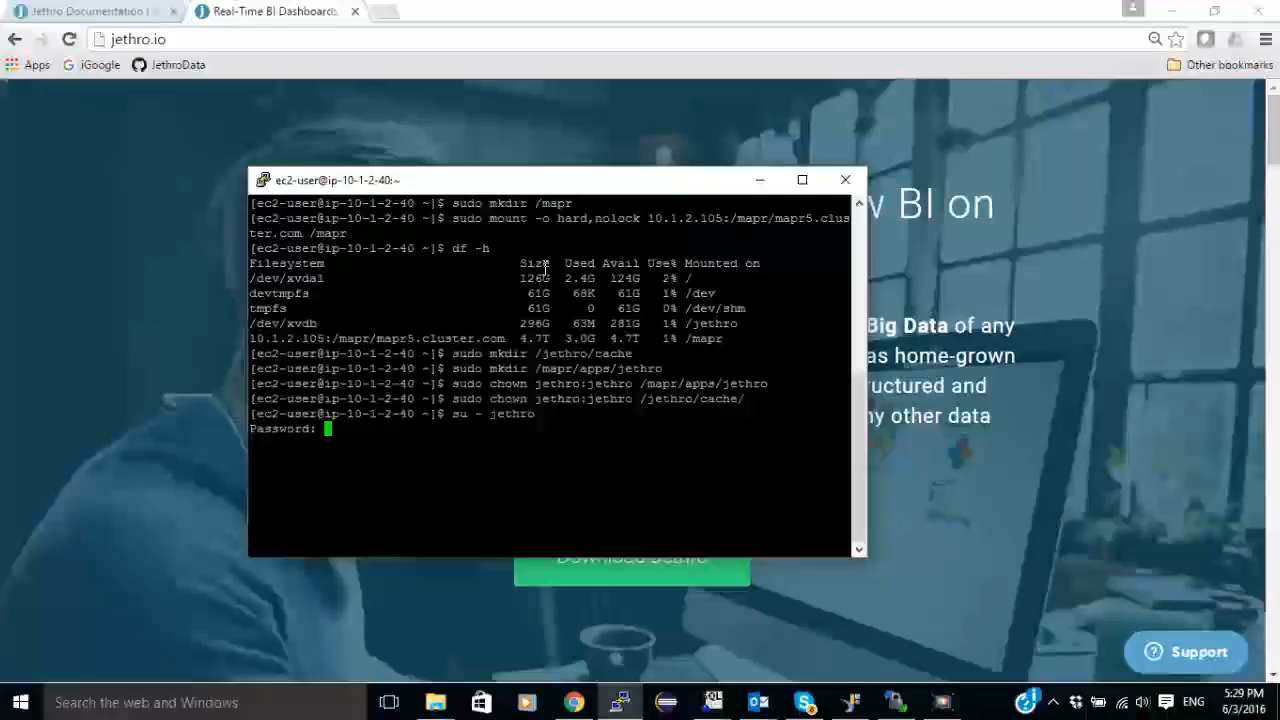 Jethro Documentation
Real-Time BI Dashboards
jethro.io
Apps
iGoogle
JethroData
Other bookmarks
w BI on
Big Data of any
as home-grown
uctured and
ny other data
ec2-user@ip-10-1-2-40:~
[ec2-user@ip-10-1-2-40 ~]$ sudo mkdir /mapr
[ec2-user@ip-10-1-2-40 ~]$ sudo mount -o hard,nolock 10.1.2.105:/mapr/mapr5.clus
ter.com /mapr
[ec2-user@ip-10-1-2-40 ~]$ df -h
Filesystem Size Used Avail Use% Mounted on
/dev/xvda1 126G 2.4G 124G 2% /
devtmpfs 61G 68K 61G 1% /dev
tmpfs 61G 0 61G 0% /dev/shm
/dev/xvdb 296G 63M 281G 1% /jethro
10.1.2.105:/mapr/mapr5.cluster.com 4.7T 3.0G 4.7T 1% /mapr
[ec2-user@ip-10-1-2-40 ~]$ sudo mkdir /jethro/cache
[ec2-user@ip-10-1-2-40 ~]$ sudo mkdir /mapr/apps/jethro
[ec2-user@ip-10-1-2-40 ~]$ sudo chown jethro:jethro /mapr/apps/jethro
[ec2-user@ip-10-1-2-40 ~]$ sudo chown jethro:jethro /jethro/cache/
[ec2-user@ip-10-1-2-40 ~]$ su - jethro
Password:
Support
Search the web and Windows
ENG
5:29 PM
6/3/2016